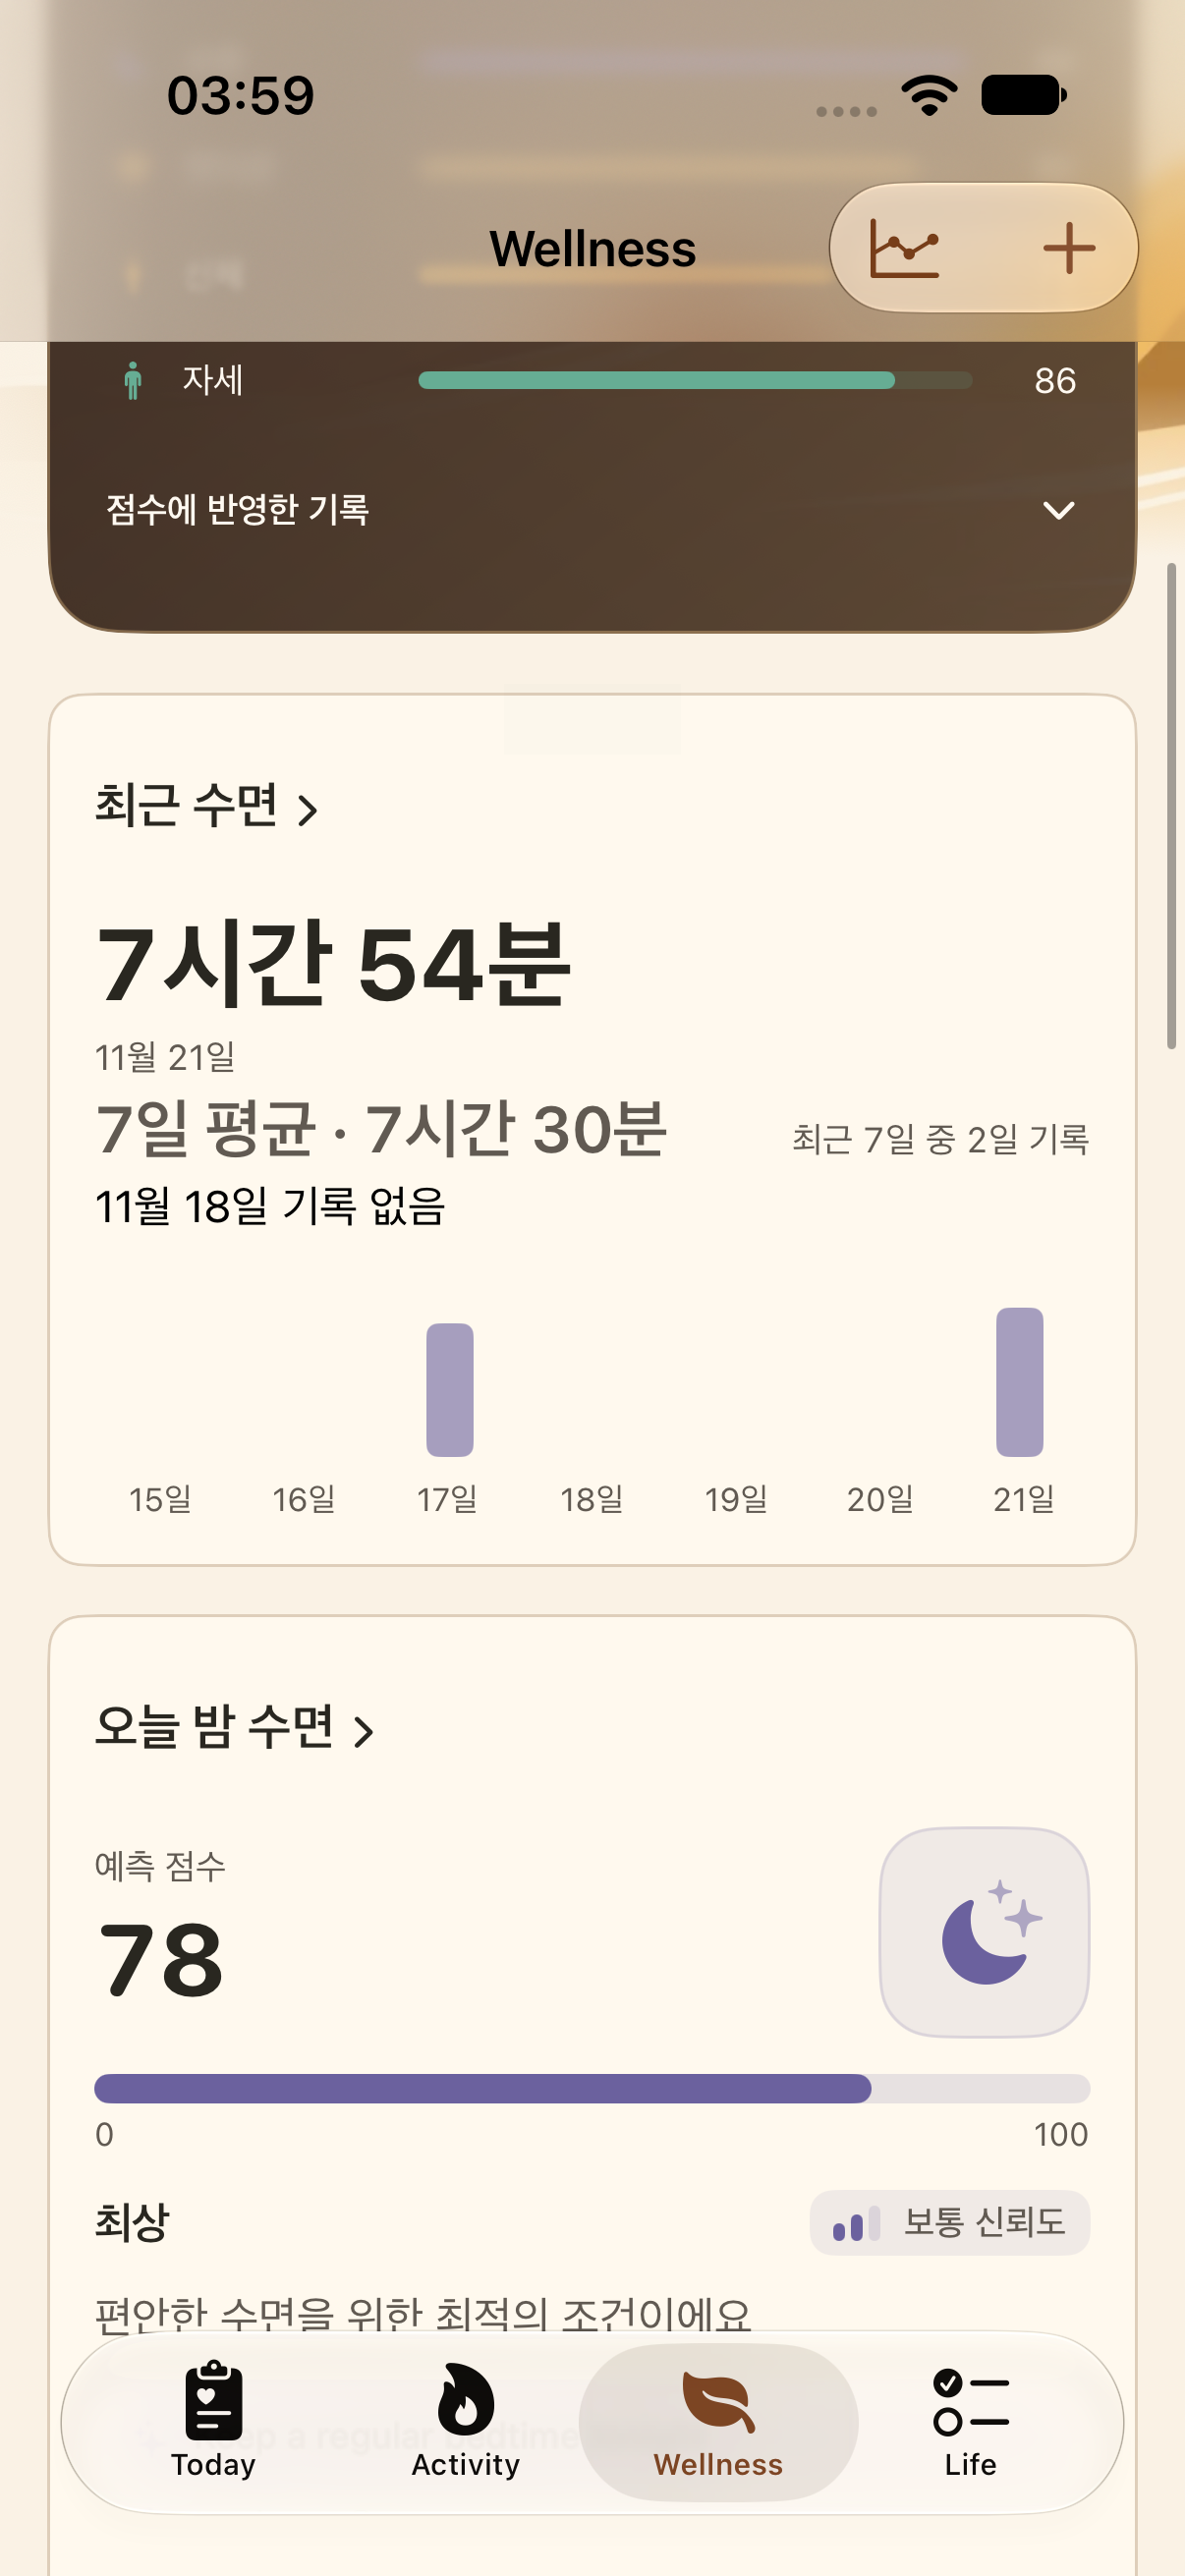 03:59
Wellness
신체
자세 86
점수에 반영한 기록
최근 수면
7시간 54분
11월 21일
7일 평균 · 7시간 30분 최근 7일 중 2일 기록
11월 18일 기록 없음
15일 16일 17일 18일 19일 20일 21일
오늘 밤 수면
예측 점수
78
0 100
최상 보통 신뢰도
편안한 수면을 위한 최적의 조건이에요
a regular bedtime
Today Activity Wellness Life